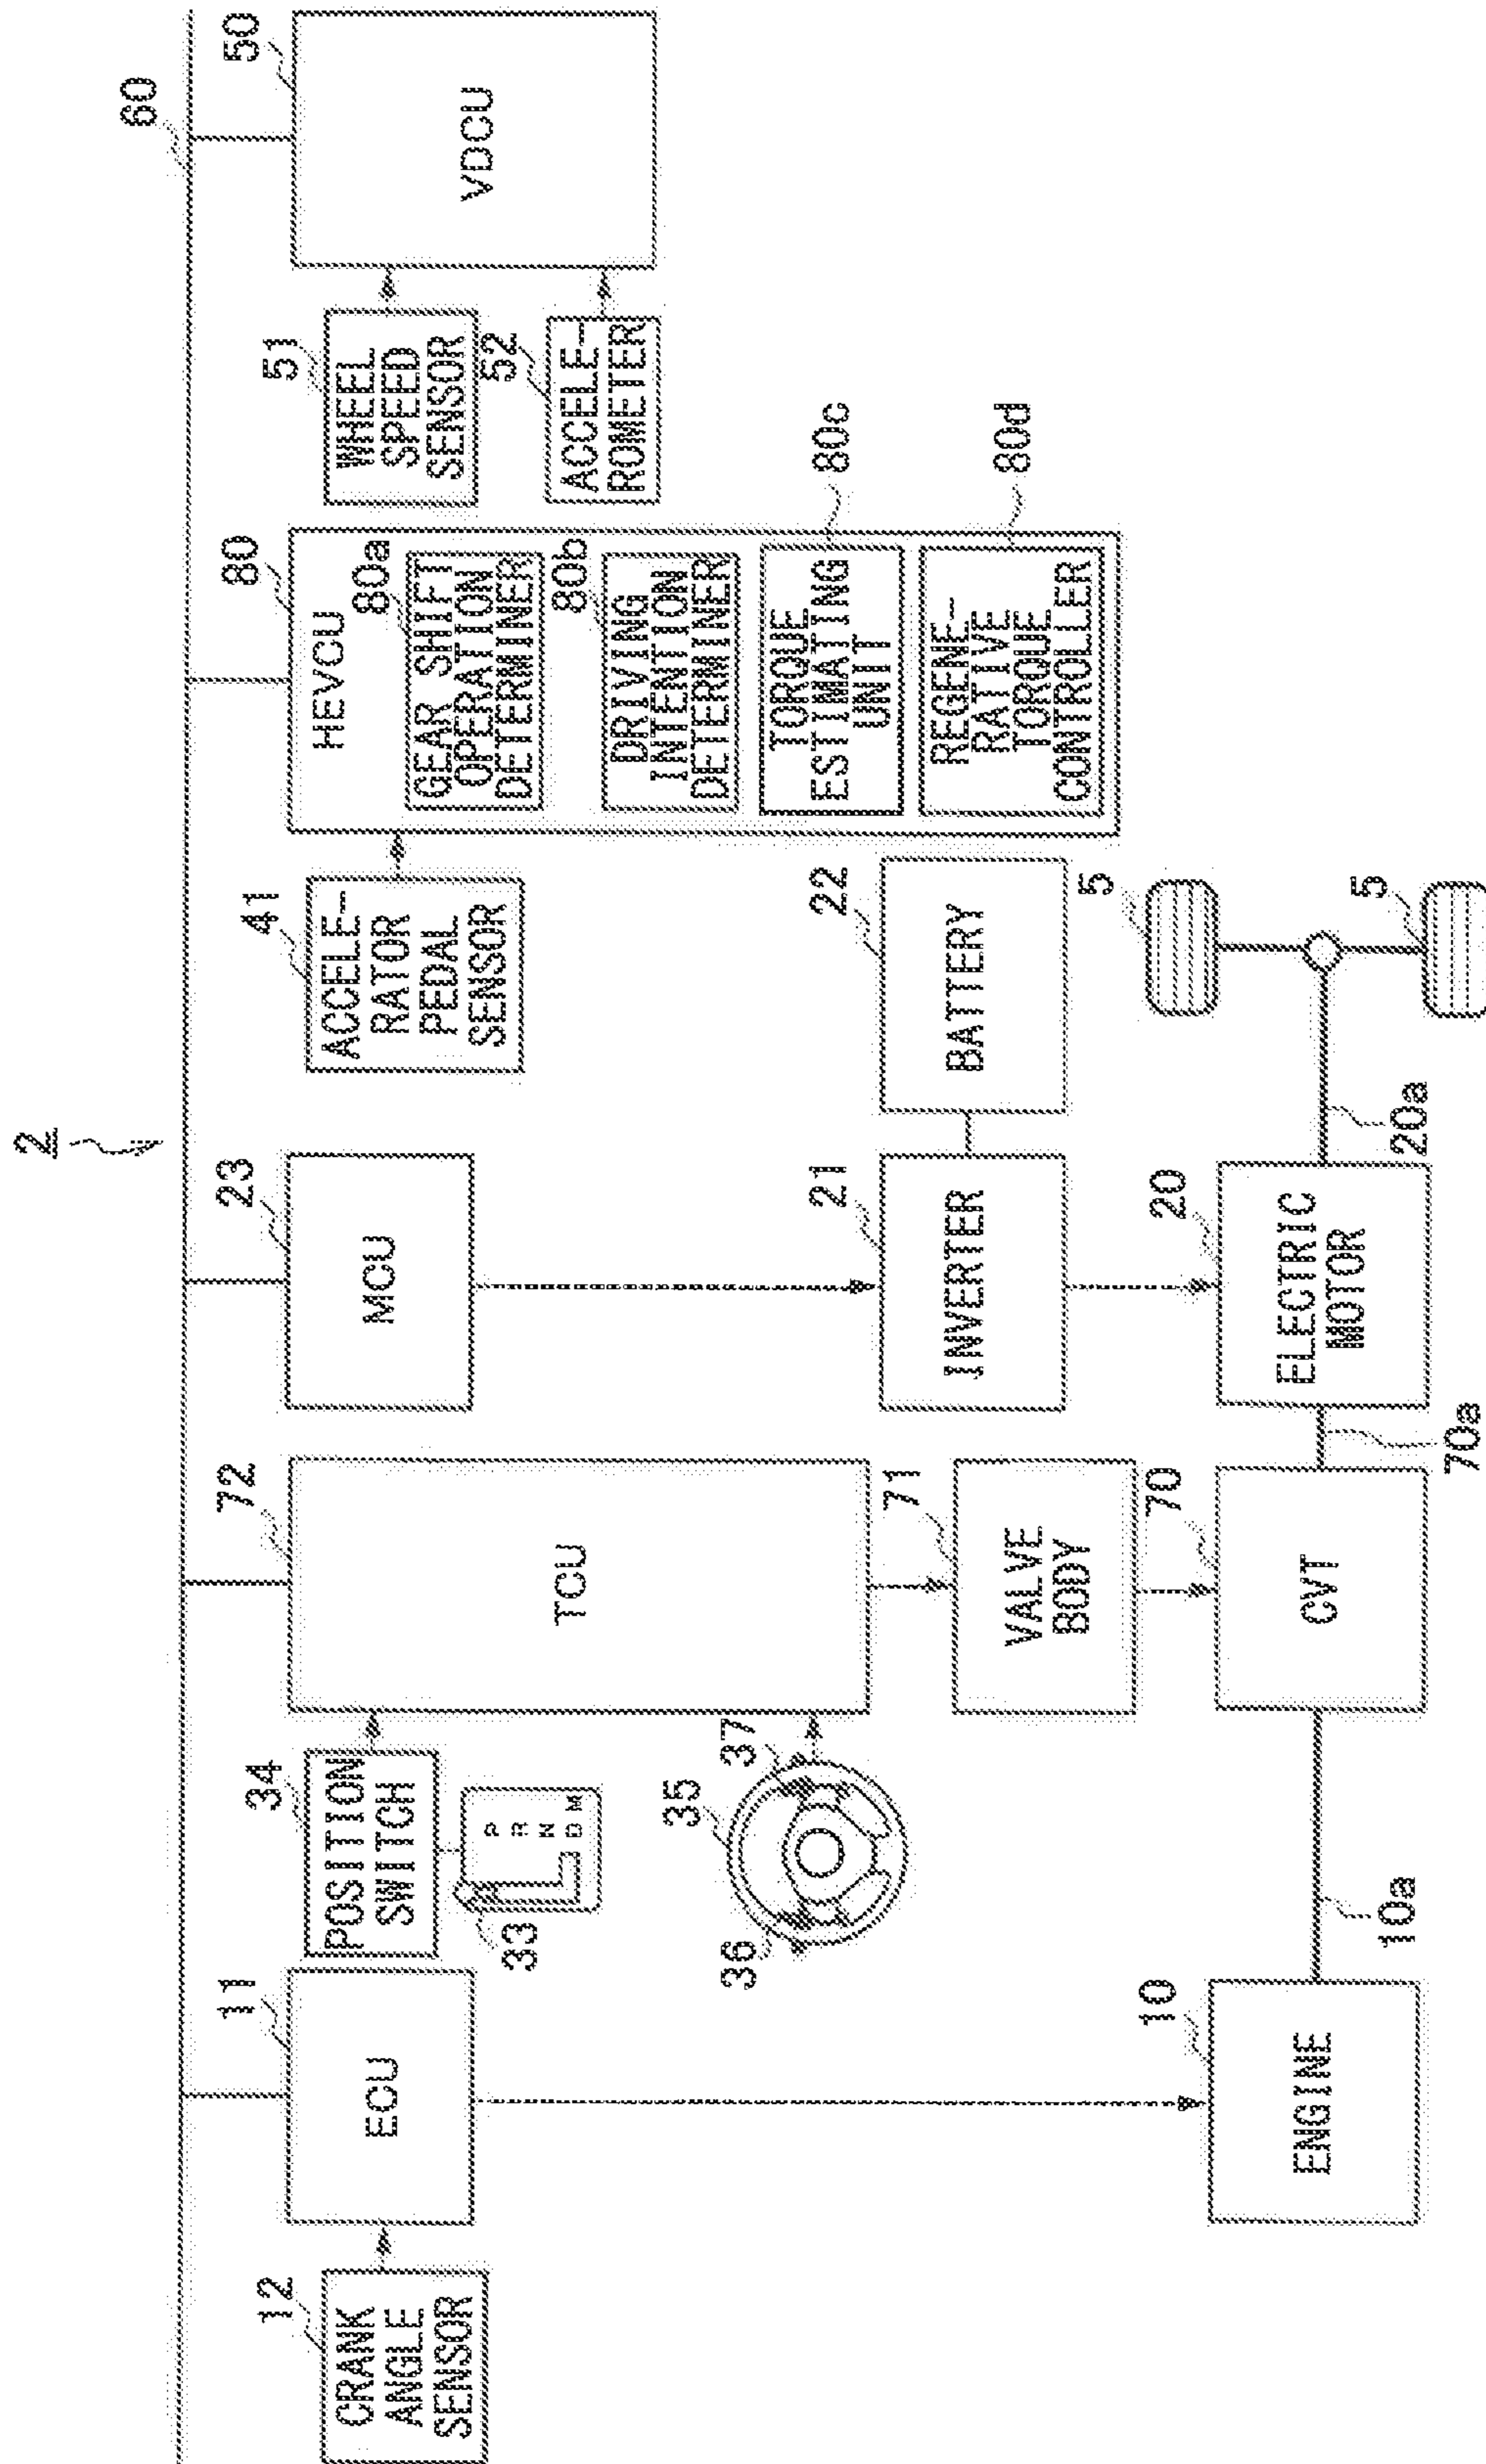 2
60
12
CRANK
ANGLE
SENSOR
11
ECU
34
POSITION
SWITCH
33
P
R
N
D M
72
TCU
23
MCU
41
ACCELE-
RATOR
PEDAL
SENSOR
80
HEVCU
80a
GEAR SHIFT
OPERATION
DETERMINER
80b
DRIVING
INTENTION
DETERMINER
80c
TORQUE
ESTIMATING
UNIT
80d
REGENE-
RATIVE
TORQUE
CONTROLLER
51
WHEEL
SPEED
SENSOR
52
ACCELE-
ROMETER
50
VDCU
35
36
37
71
VALVE
BODY
21
INVERTER
22
BATTERY
10
ENGINE
10a
70
CVT
70a
20
ELECTRIC
MOTOR
20a
5
5